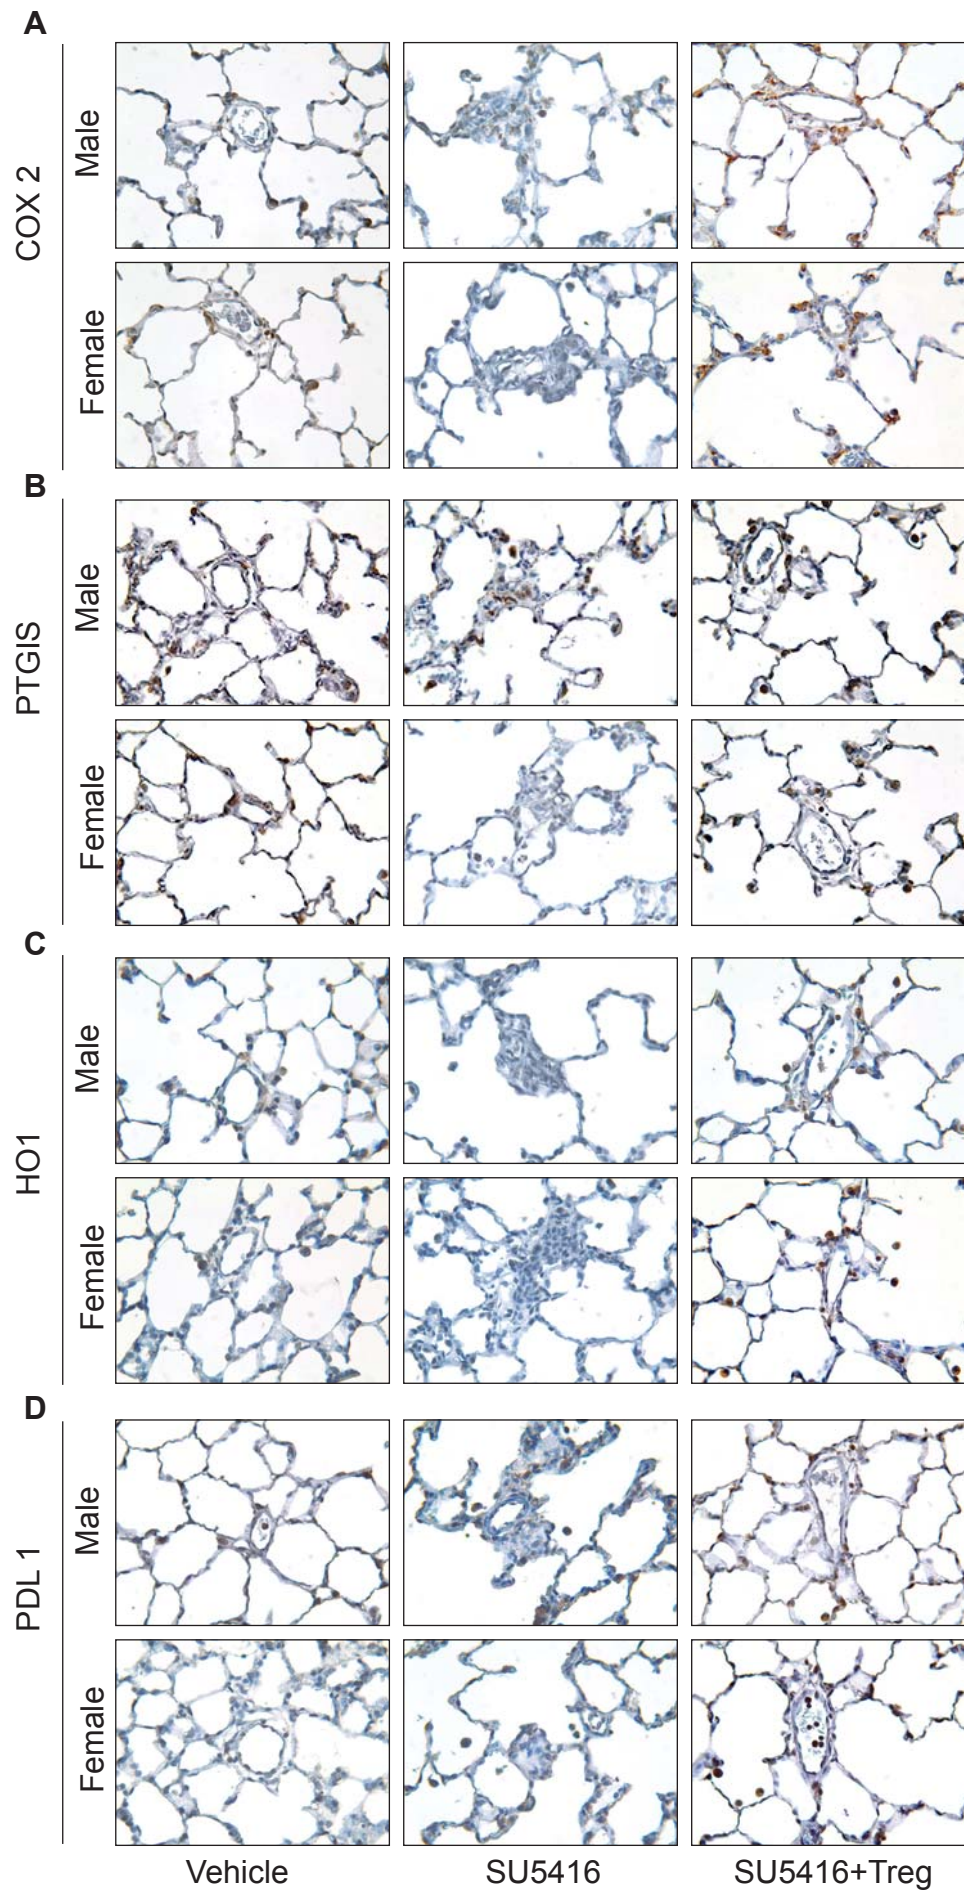 A
COX 2
Male
Female
B
PTGIS
Male
Female
C
HO1
Male
Female
D
PDL 1
Male
Female
Vehicle
SU5416
SU5416+Treg